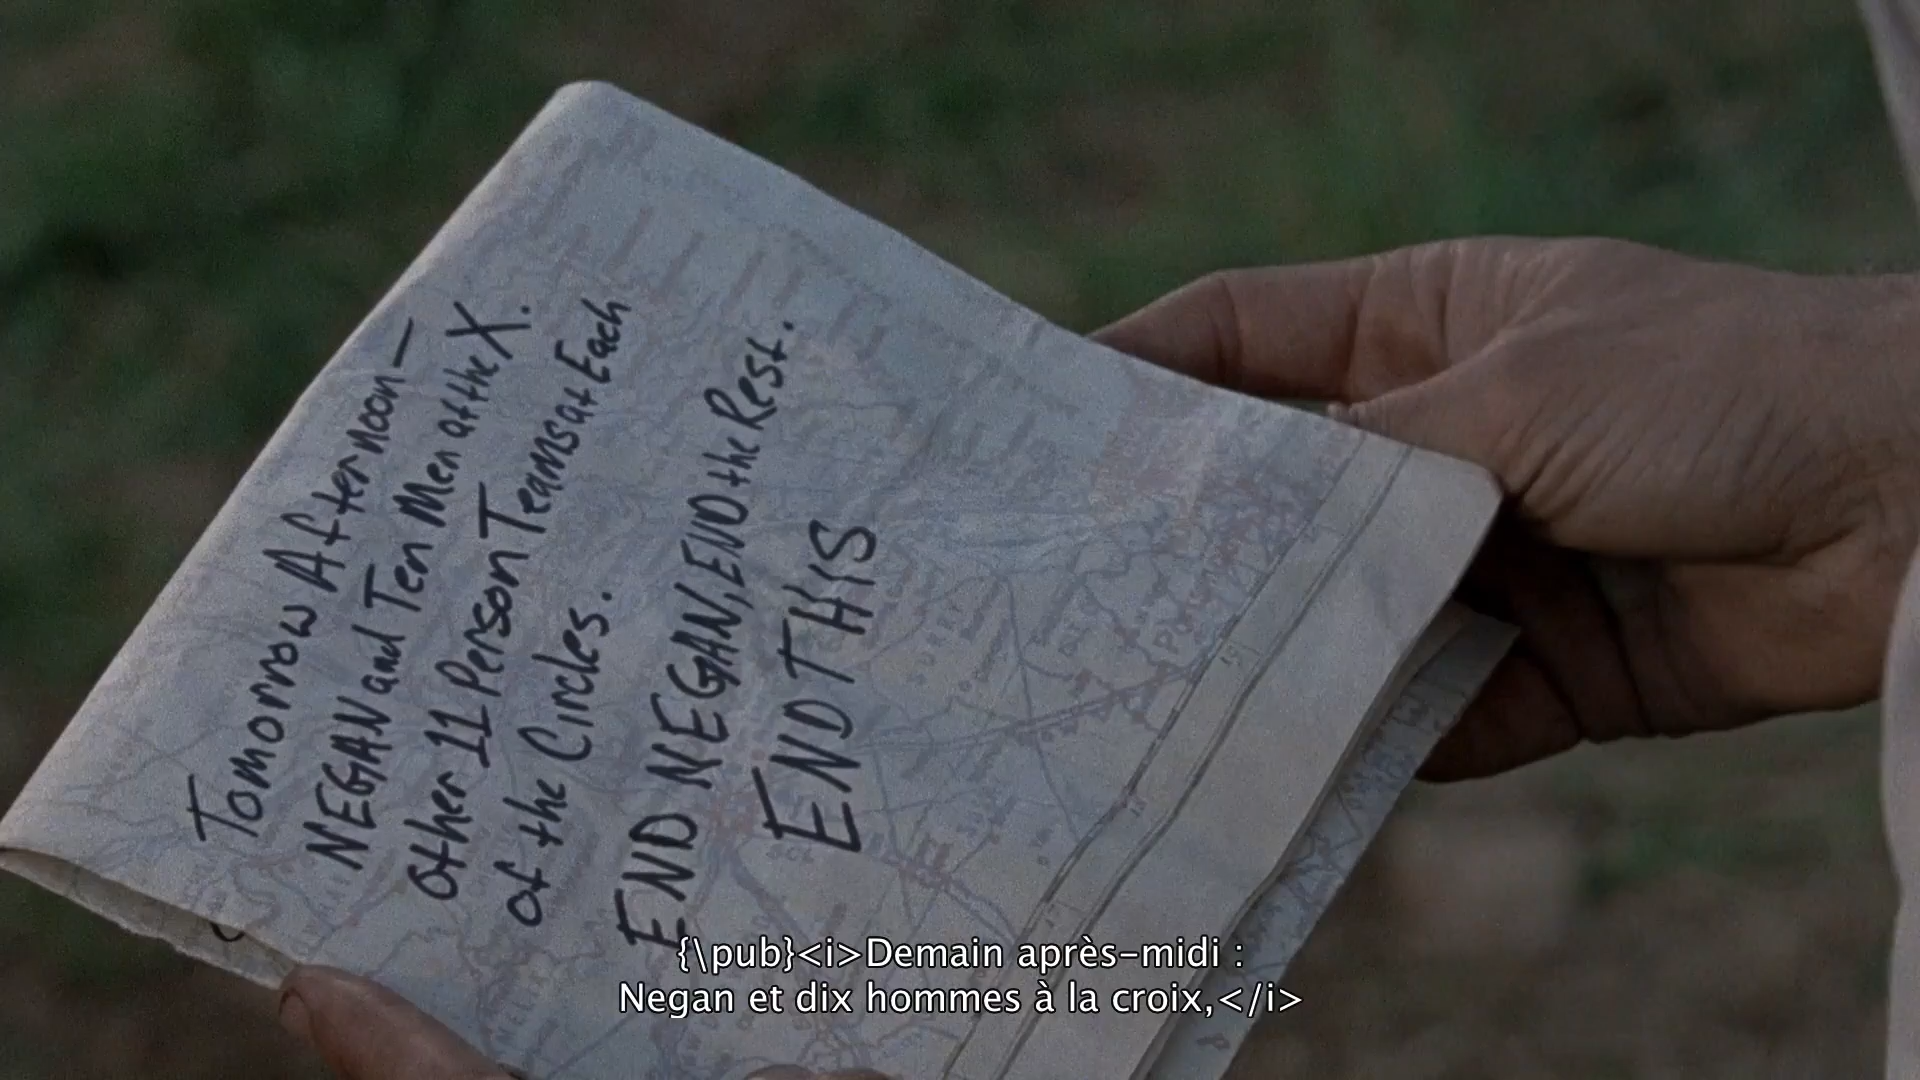 Tomorrow Afternoon—
NEGAN and Ten Men at the X.
Other 11 Person Teams at Each
of the Circles.
END NEGAN, END the Rest.
END THIS
{\pub}<i>Demain après-midi :
Negan et dix hommes à la croix,</i>